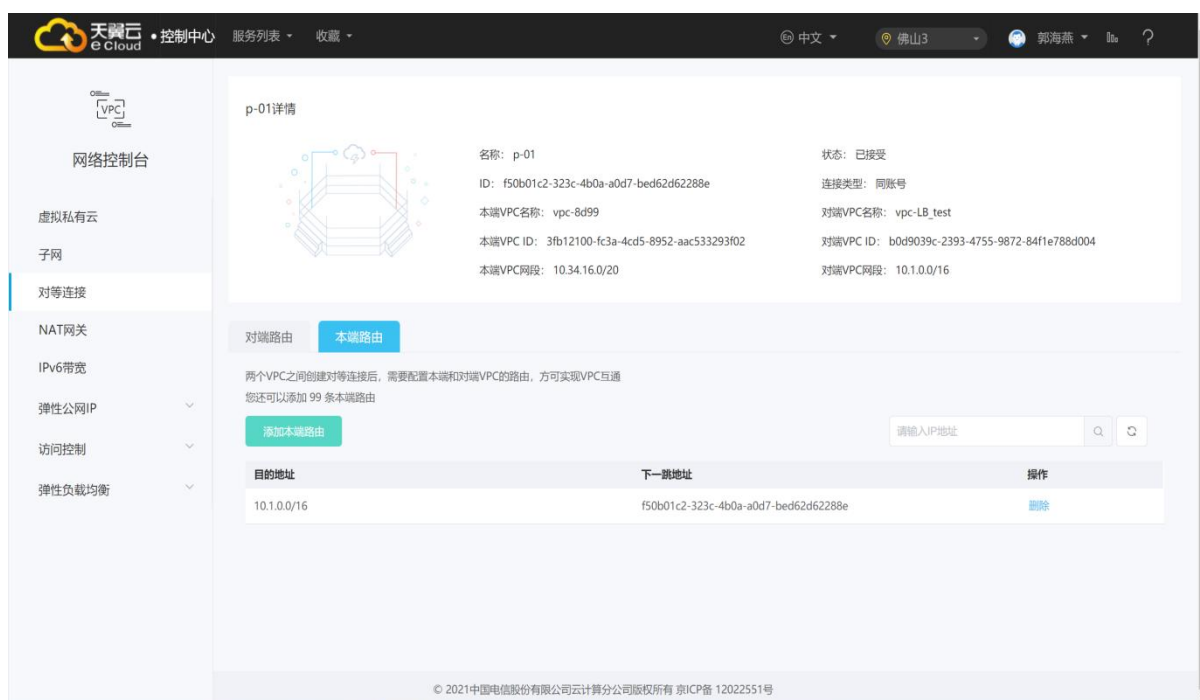 天翼云 e Cloud •控制中心 服务列表 收藏 En 中文 佛山3 郭海燕 ?
VPC
网络控制台
虚拟私有云
子网
对等连接
NAT网关
IPv6带宽
弹性公网IP
访问控制
弹性负载均衡
p-01详情
名称: p-01 状态: 已接受
ID: f50b01c2-323c-4b0a-a0d7-bed62d62288e 连接类型: 同账号
本端VPC名称: vpc-8d99 对端VPC名称: vpc-LB_test
本端VPC ID: 3fb12100-fc3a-4cd5-8952-aac533293f02 对端VPC ID: b0d9039c-2393-4755-9872-84f1e788d004
本端VPC网段: 10.34.16.0/20 对端VPC网段: 10.1.0.0/16
对端路由 本端路由
两个VPC之间创建对等连接后, 需要配置本端和对端VPC的路由, 方可实现VPC互通
您还可以添加 99 条本端路由
添加本端路由 请输入IP地址
目的地址 下一跳地址 操作
10.1.0.0/16 f50b01c2-323c-4b0a-a0d7-bed62d62288e 删除
© 2021中国电信股份有限公司云计算分公司版权所有 京ICP备 12022551号